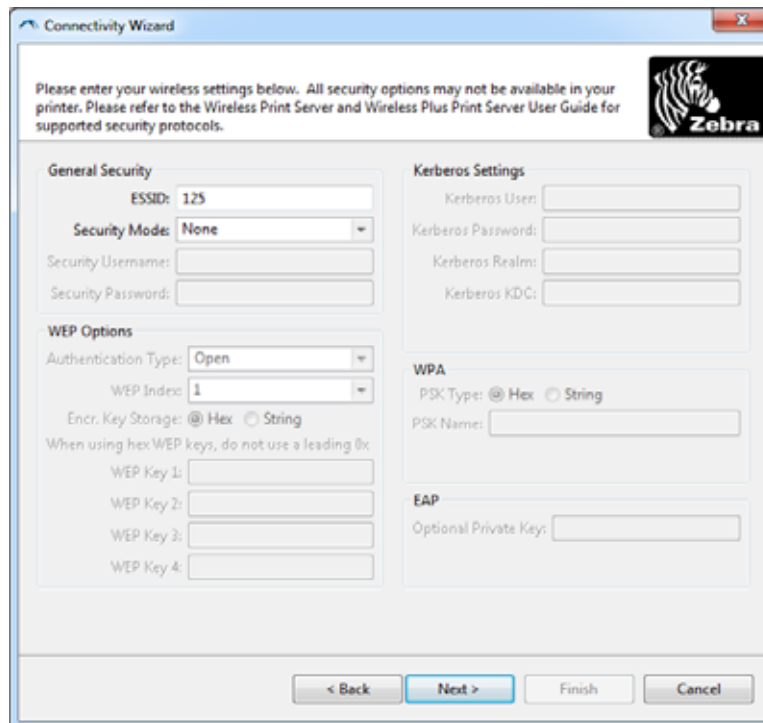 Connectivity Wizard
Please enter your wireless settings below. All security options may not be available in your
printer. Please refer to the Wireless Print Server and Wireless Plus Print Server User Guide for
supported security protocols.
® Zebra
General Security
ESSID: 125
Security Mode: None
Security Username:
Security Password:
WEP Options
Authentication Type: Open
WEP Index: 1
Encr. Key Storage: Hex String
When using hex WEP keys, do not use a leading 0x
WEP Key 1:
WEP Key 2:
WEP Key 3:
WEP Key 4:
Kerberos Settings
Kerberos User:
Kerberos Password:
Kerberos Realm:
Kerberos KDC:
WPA
PSK Type: Hex String
PSK Name:
EAP
Optional Private Key:
< Back Next > Finish Cancel